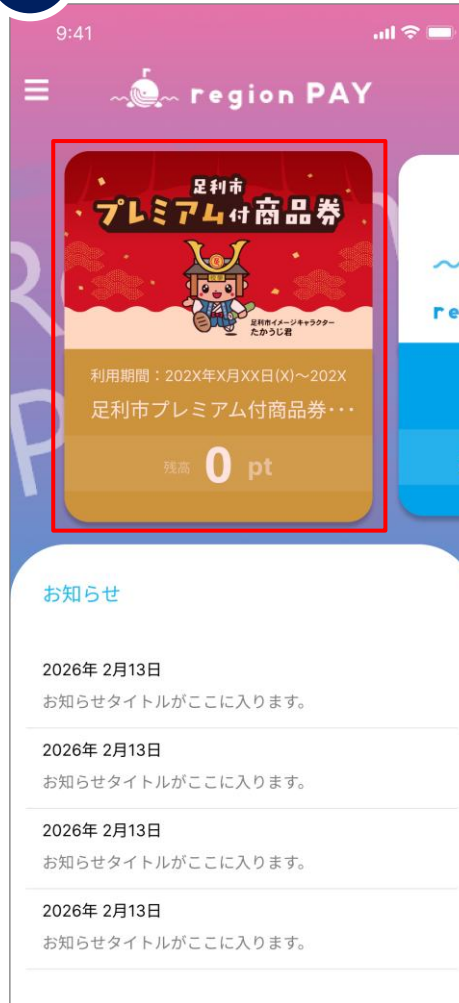 9:41
region PAY
足利市
プレミアム付商品券
足利市イメージキャラクター
たかうじ君
利用期間：202X年X月XX日(X)～202X
足利市プレミアム付商品券･･･
残高 0 pt
re
お知らせ
2026年 2月13日
お知らせタイトルがここに入ります。
2026年 2月13日
お知らせタイトルがここに入ります。
2026年 2月13日
お知らせタイトルがここに入ります。
2026年 2月13日
お知らせタイトルがここに入ります。